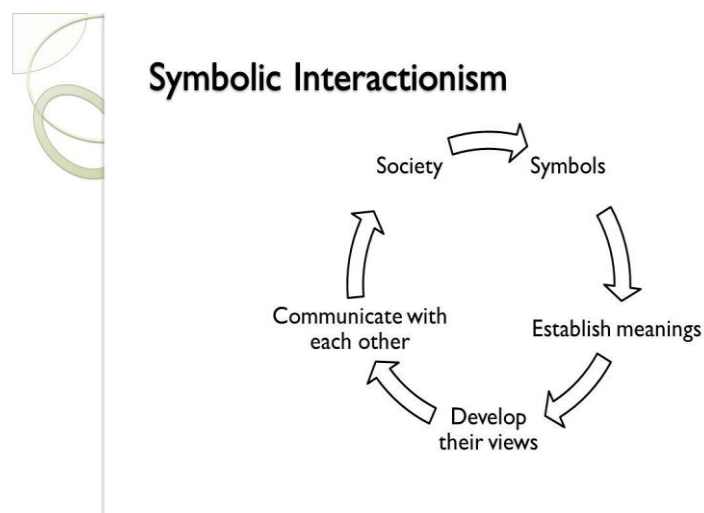 Symbolic Interactionism
Society
Symbols
Establish meanings
Develop
their views
Communicate with
each other